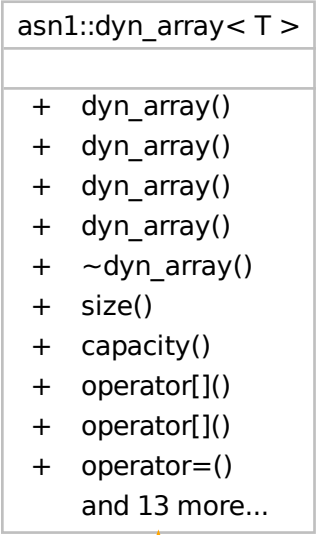 asn1::dyn_array< T >
+ dyn_array()
+ dyn_array()
+ dyn_array()
+ dyn_array()
+ ~dyn_array()
+ size()
+ capacity()
+ operator[]()
+ operator[]()
+ operator=()
and 13 more...